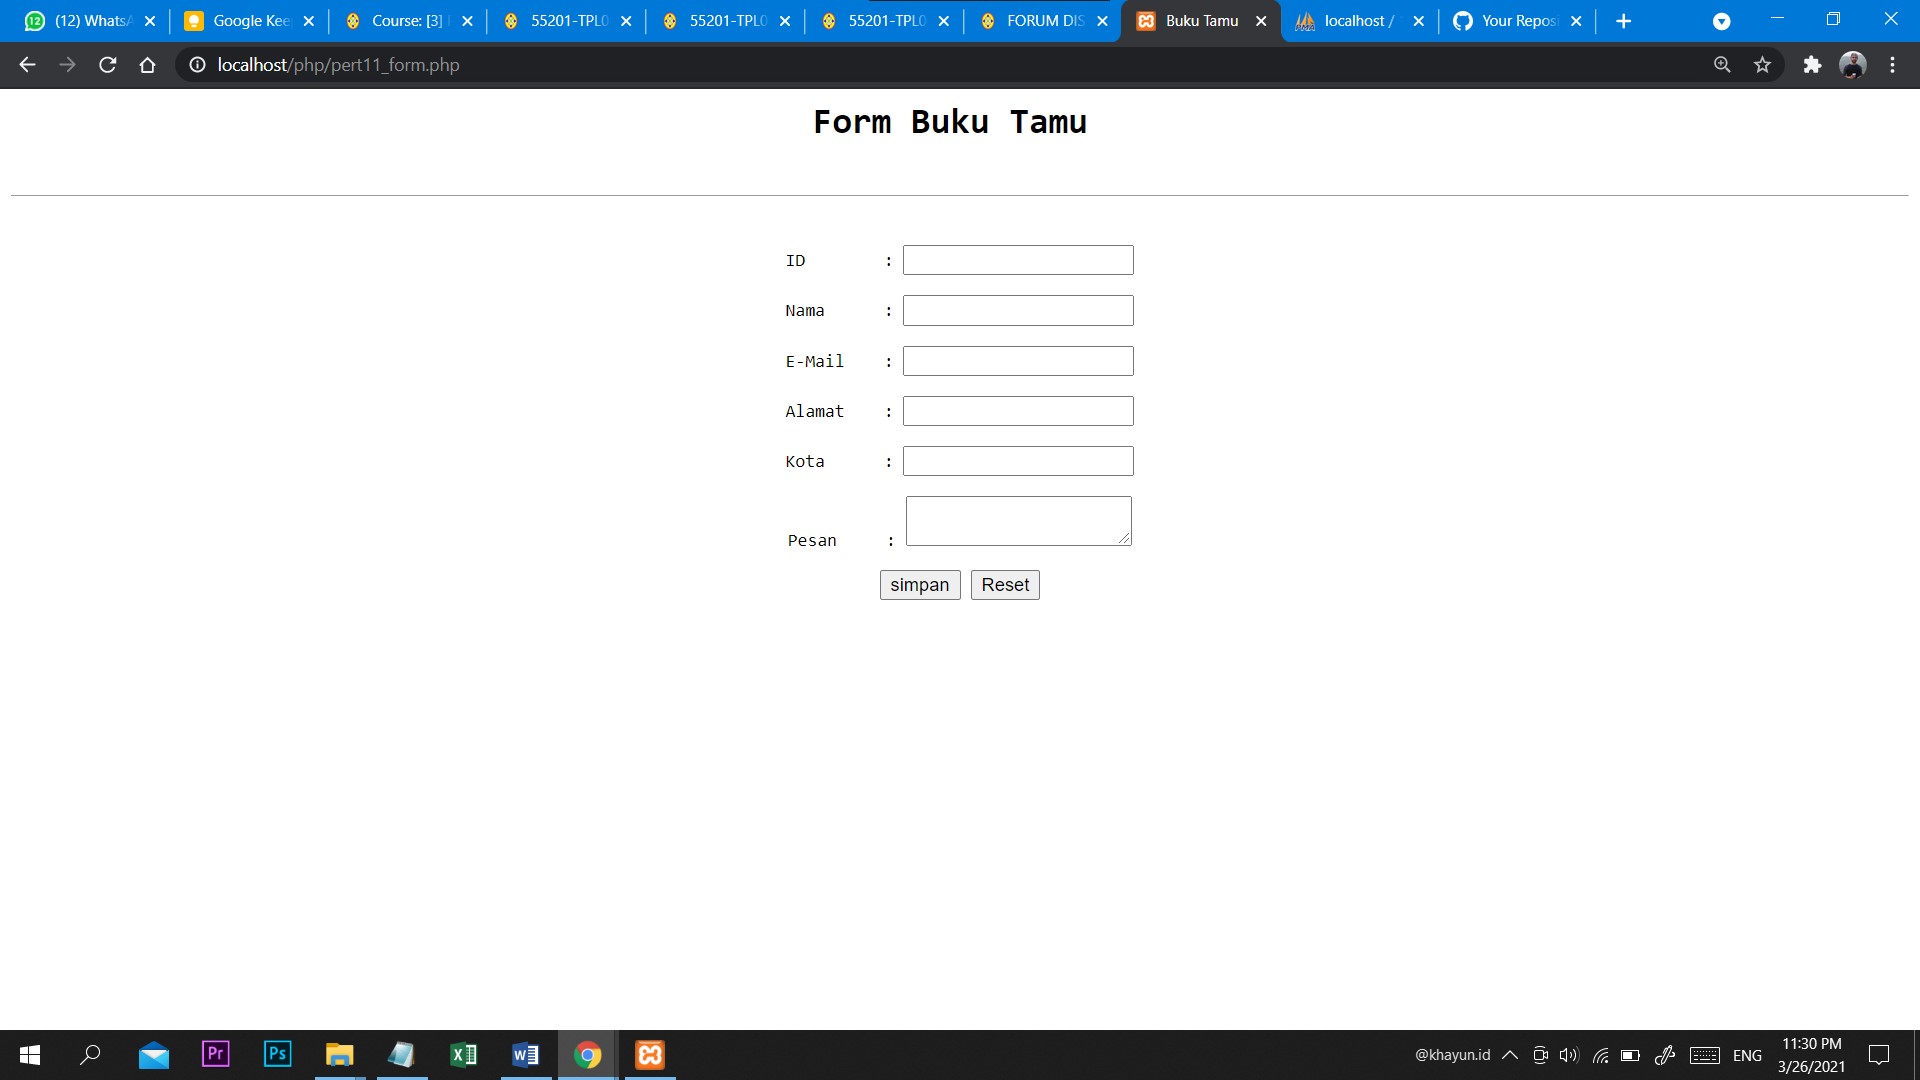 (12) WhatsA
Google Kee
Course: [3]
55201-TPL0
55201-TPL0
55201-TPL0
FORUM DIS
Buku Tamu
localhost /
Your Reposi
localhost/php/pert11_form.php
Form Buku Tamu
ID :
Nama :
E-Mail :
Alamat :
Kota :
Pesan :
simpan Reset
Pr Ps
@khayun.id ENG 11:30 PM
3/26/2021